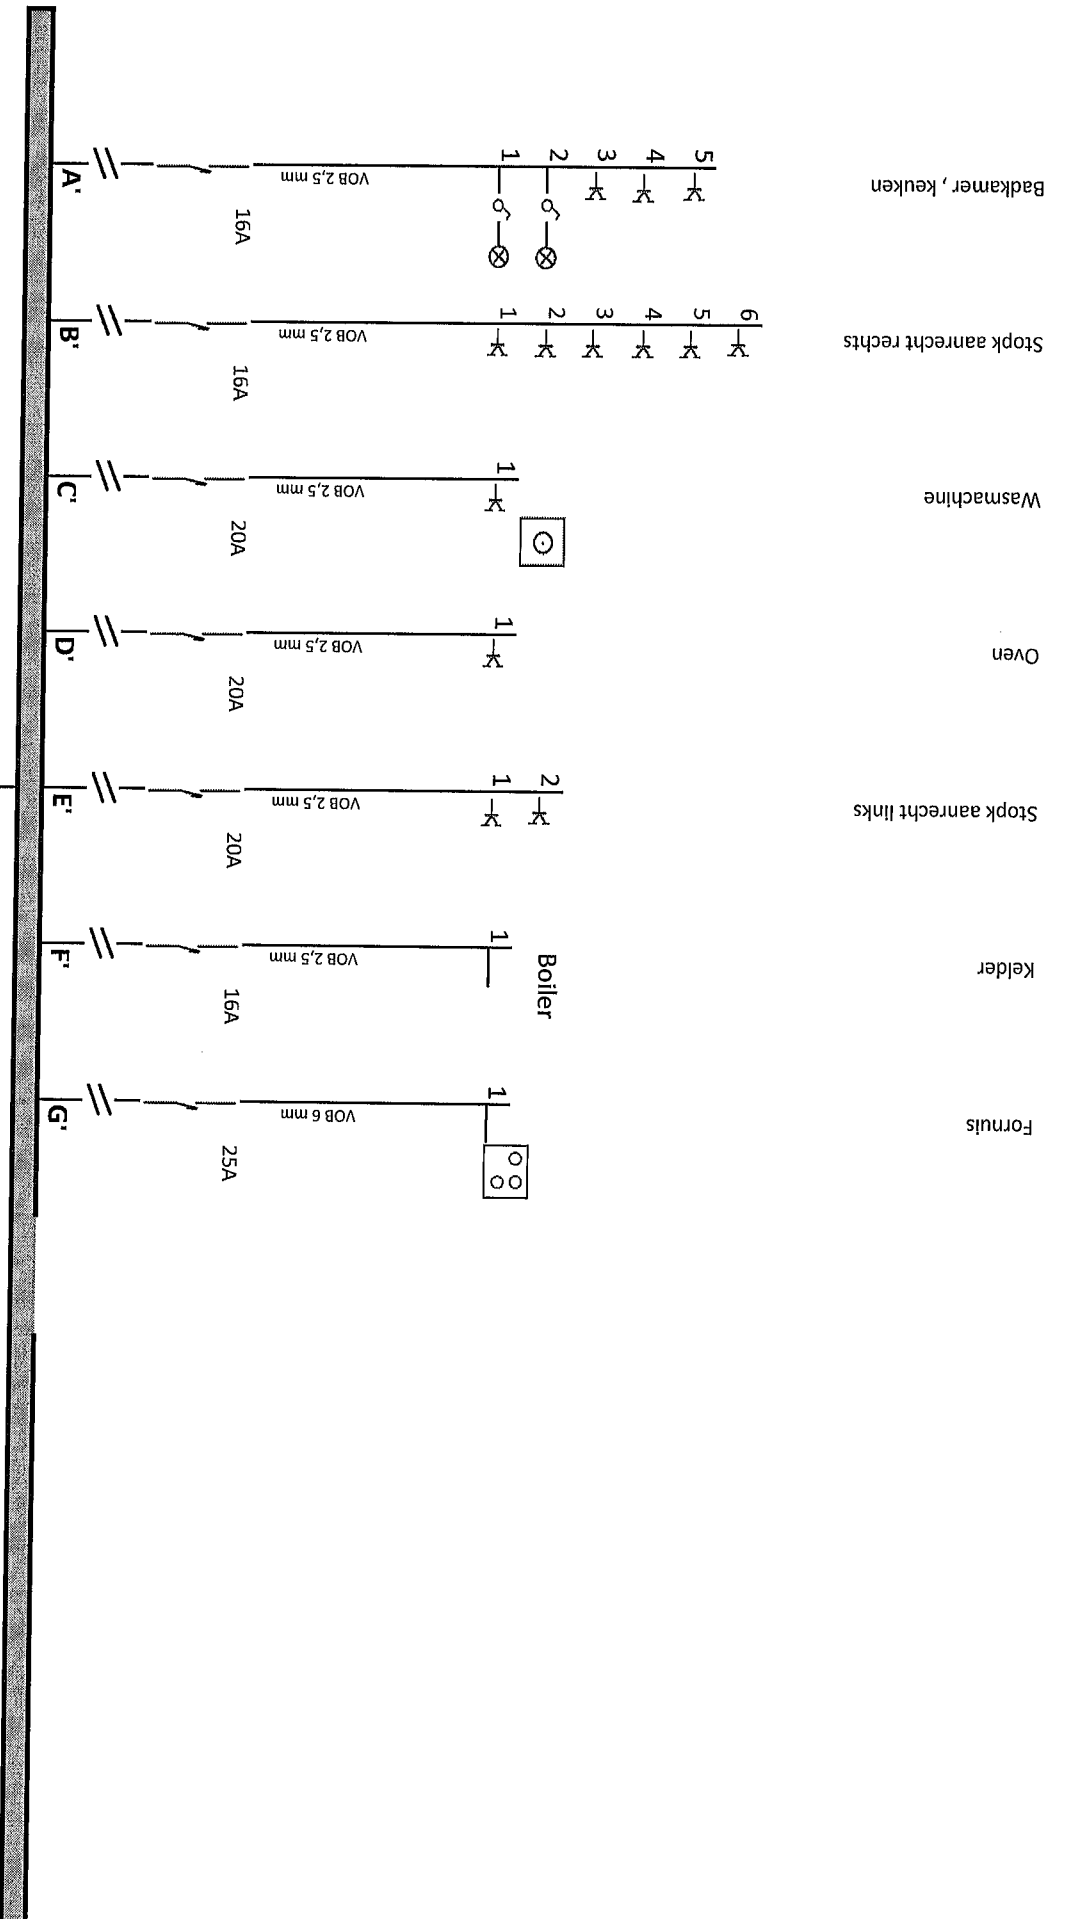 5
4
3
2
1
A'
VOB 2,5 mm
16A
Badkamer , keuken
6
5
4
3
2
1
B'
VOB 2,5 mm
16A
Stopk aanrecht rechts
1
C'
VOB 2,5 mm
20A
Wasmachine
1
D'
VOB 2,5 mm
20A
Oven
2
1
E'
VOB 2,5 mm
20A
Stopk aanrecht links
1
Boiler
F'
VOB 2,5 mm
16A
Kelder
1
G'
VOB 6 mm
25A
Fornuis